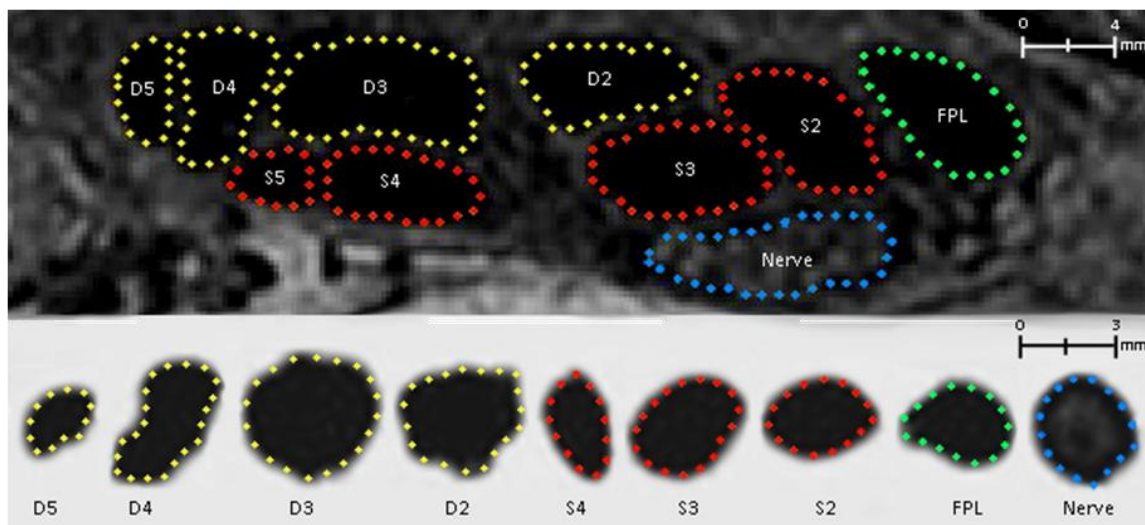 0 4
mm
D5 D4 D3 D2 S2 FPL
S5 S4 S3
Nerve
0 3
mm
D5 D4 D3 D2 S4 S3 S2 FPL Nerve